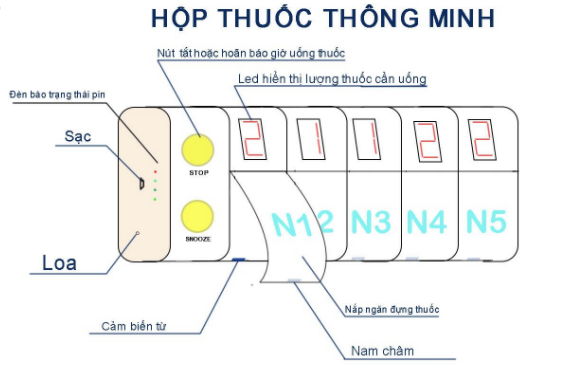 HỘP THUỐC THÔNG MINH
Nút tắt hoặc hoãn báo giờ uống thuốc
Led hiển thị lượng thuốc cần uống
Đèn báo trạng thái pin
Sạc
2 1 1 2 2
STOP
SNOOZE
N1 2 N3 N4 N5
Loa
Nắp ngăn đựng thuốc
Cảm biến từ
Nam châm